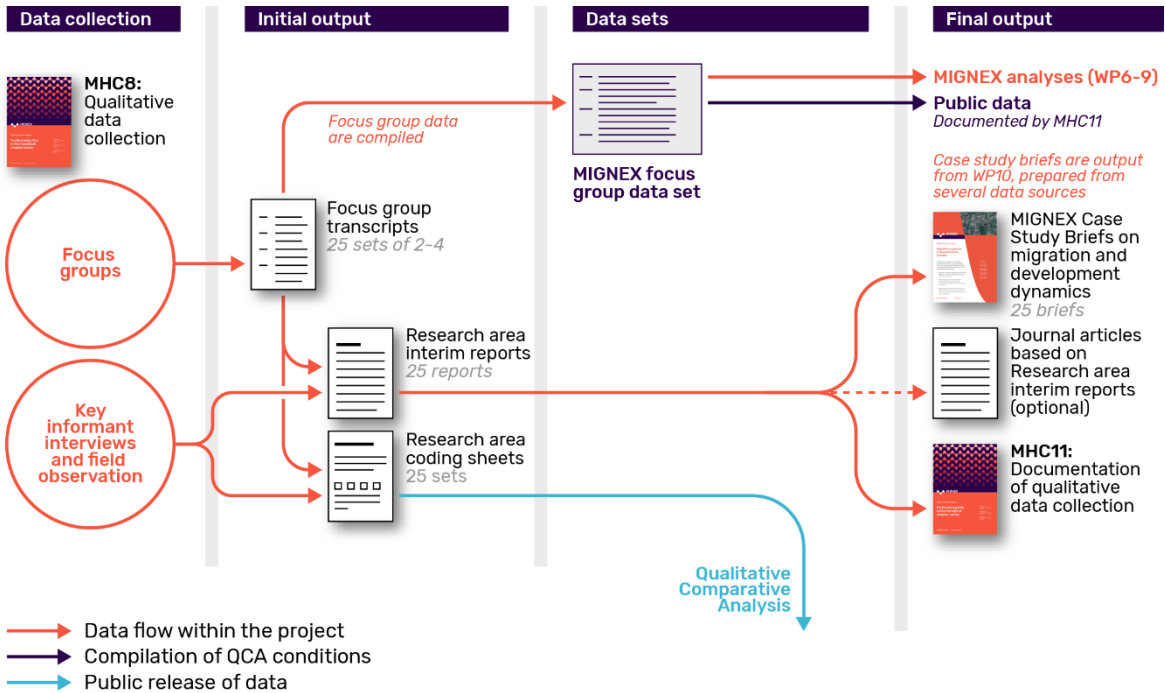 Data collection
Initial output
Data sets
Final output
MHC8:
Qualitative
data
collection
Focus
groups
Key
informant
interviews
and field
observation
Focus group data
are compiled
Focus group
transcripts
25 sets of 2-4
Research area
interim reports
25 reports
Research area
coding sheets
25 sets
MIGNEX focus
group data set
Qualitative
Comparative
Analysis
MIGNEX analyses (WP6-9)
Public data
Documented by MHC11
Case study briefs are output
from WP10, prepared from
several data sources
MIGNEX Case
Study Briefs on
migration and
development
dynamics
25 briefs
Journal articles
based on
Research area
interim reports
(optional)
MHC11:
Documentation
of qualitative
data collection
Data flow within the project
Compilation of QCA conditions
Public release of data